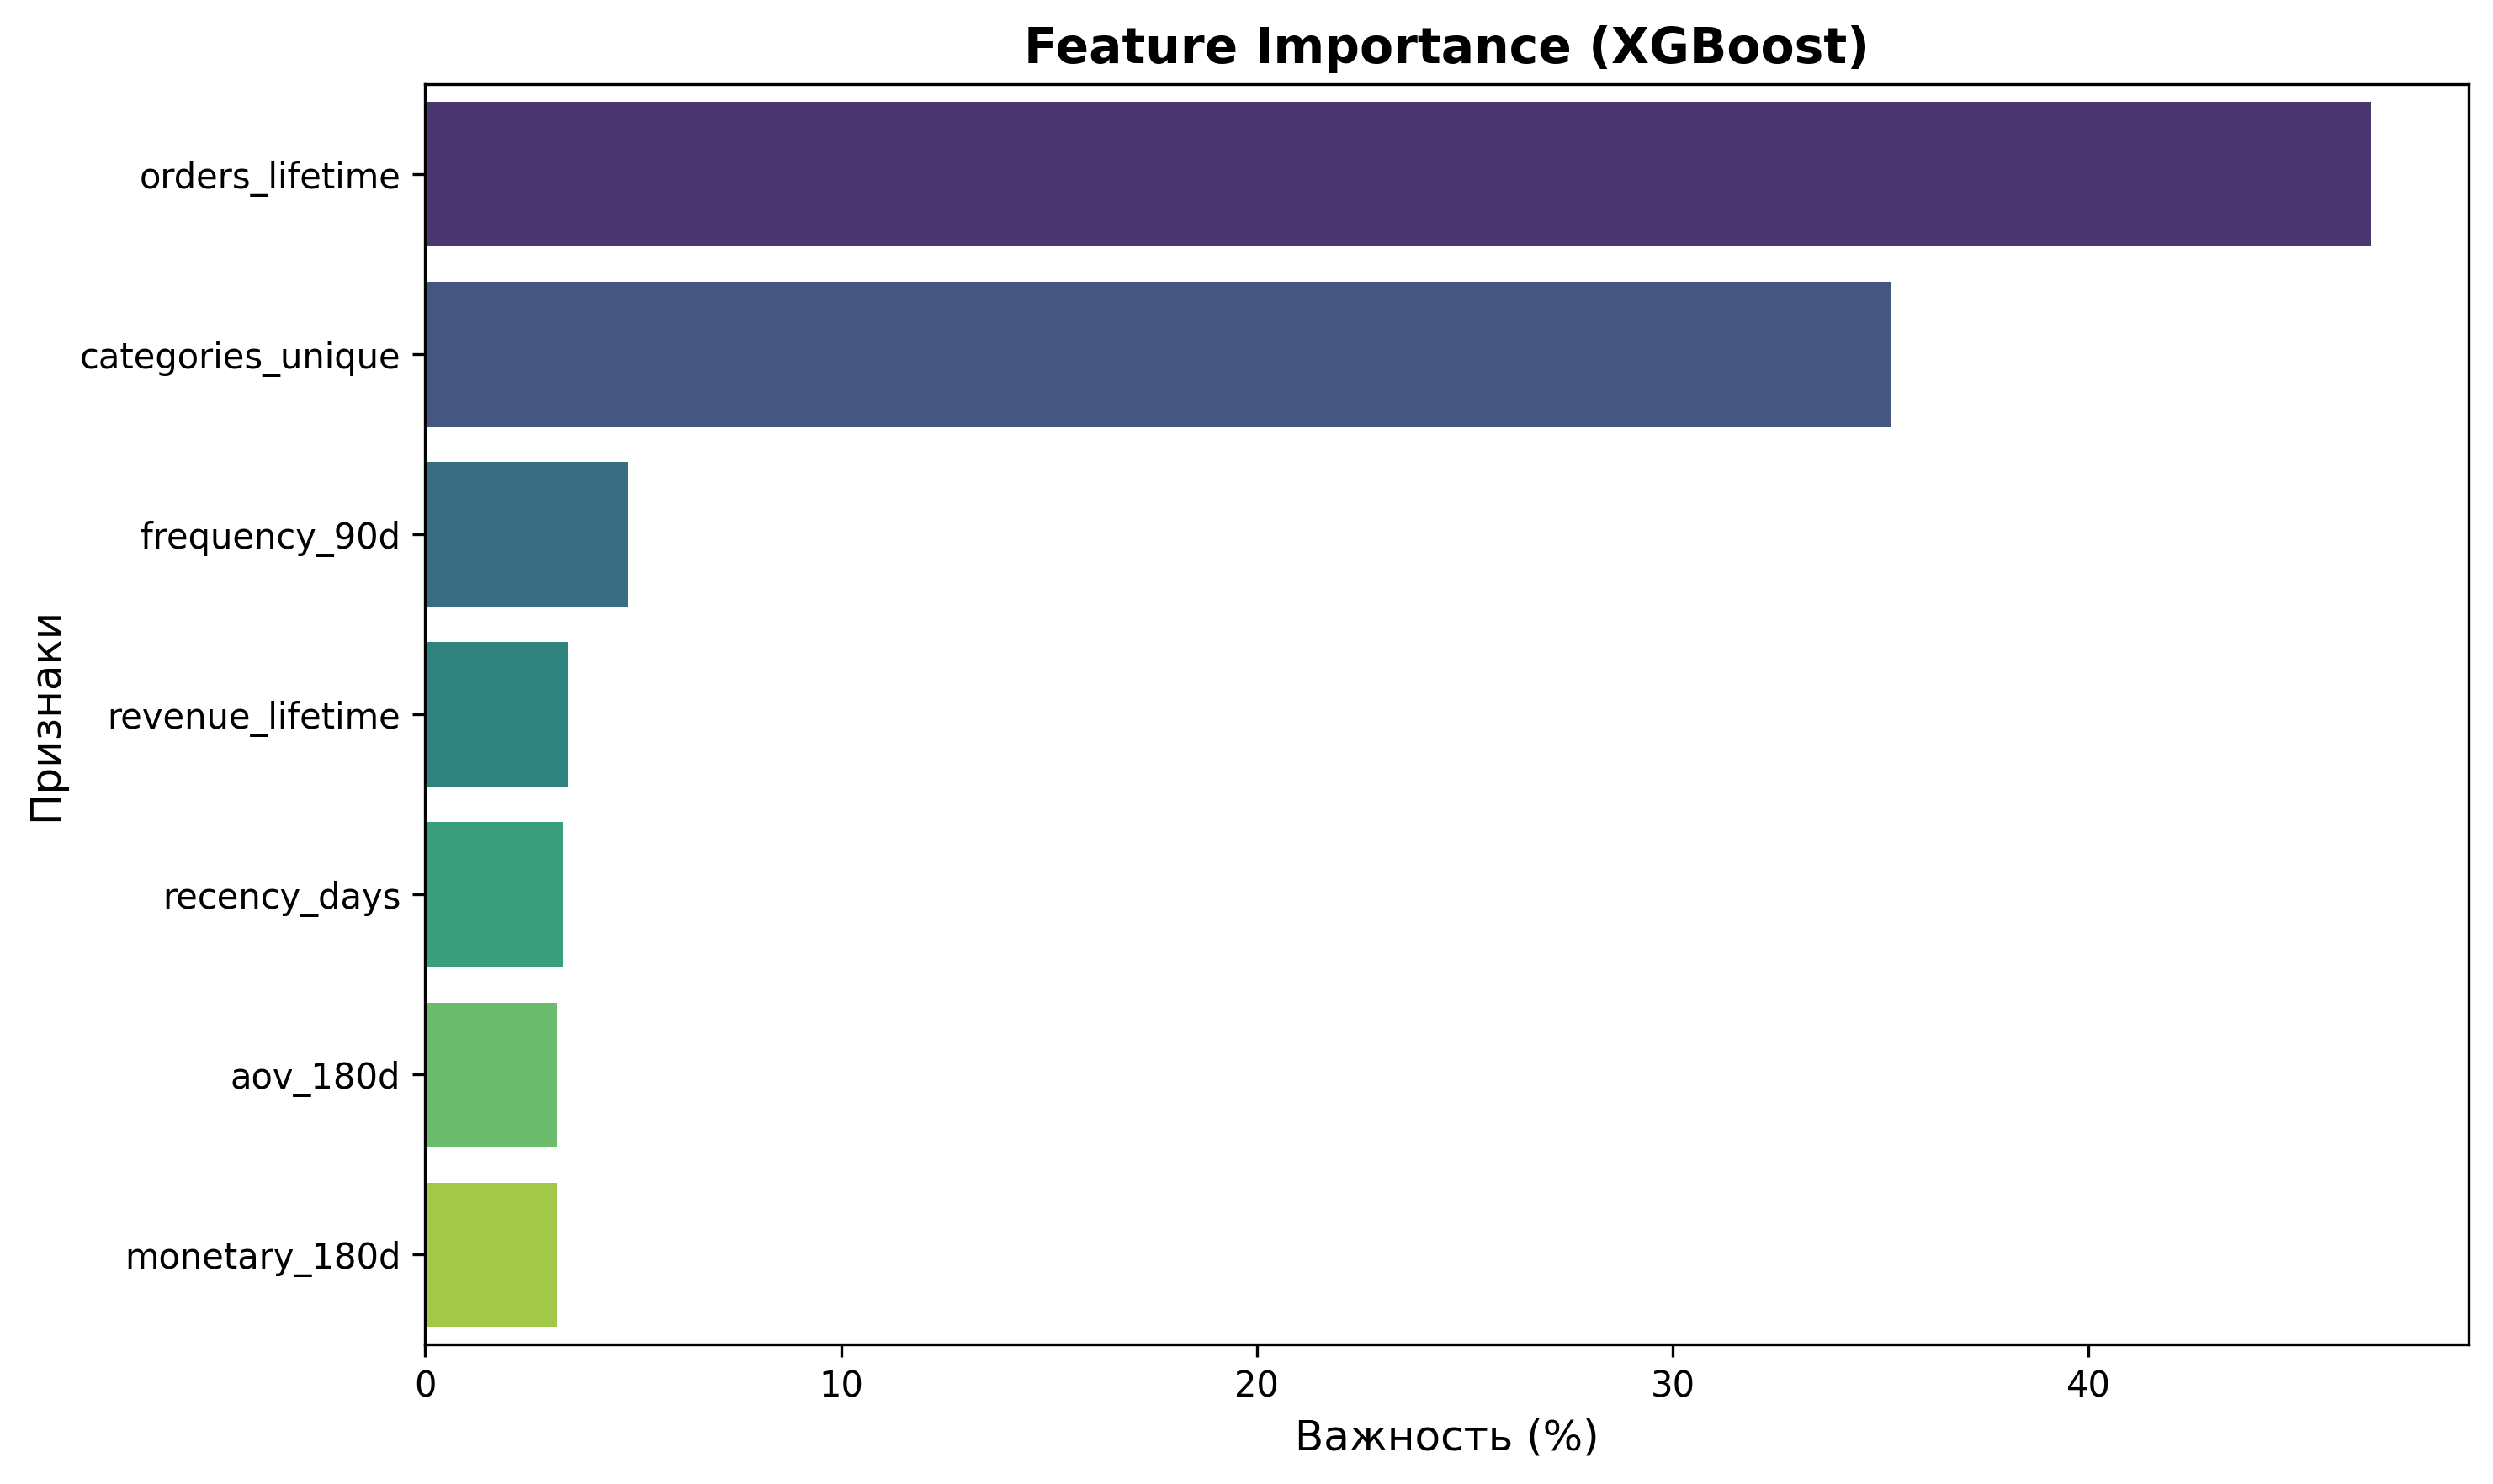 Feature Importance (XGBoost)
Признаки
orders_lifetime
categories_unique
frequency_90d
revenue_lifetime
recency_days
aov_180d
monetary_180d
0 10 20 30 40
Важность (%)